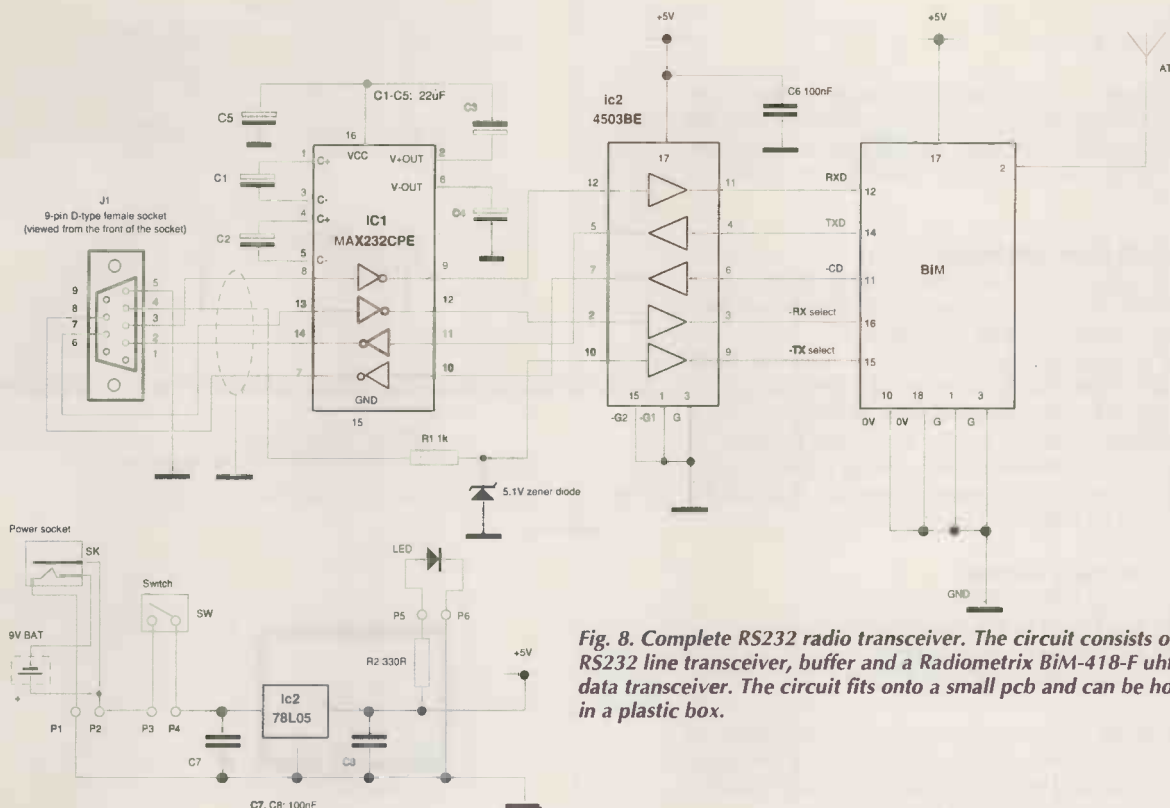 +5V
+5V
C1-C5: 22uF
C5
C3
C1
C2
C4
16
VCC
V+OUT
V-OUT
1
C+
3
C-
4
C+
5
C-
2
6
IC1
MAX232CPE
8
9
13
12
14
11
7
10
GND
15
J1
9-pin D-type female socket
(viewed from the front of the socket)
9
8
7
6
5
4
3
2
1
R1 1k
5.1V zener diode
ic2
4503BE
C6 100nF
17
12
11
5
4
7
6
2
3
10
9
15
1
3
-G2
-G1
G
RXD
TXD
-CD
-RX select
-TX select
17
2
12
14
11
16
15
BiM
10
18
1
3
0V
0V
G
G
GND
Power socket
SK
9V BAT
+
Switch
SW
P1
P2
P3
P4
C7
Ic2
78L05
C8
LED
P5
P6
R2 330R
+5V
C7, C8: 100nF
Fig. 8. Complete RS232 radio transceiver. The circuit consists
RS232 line transceiver, buffer and a Radiometrix BiM-418-F
data transceiver. The circuit fits onto a small pcb and can be
in a plastic box.